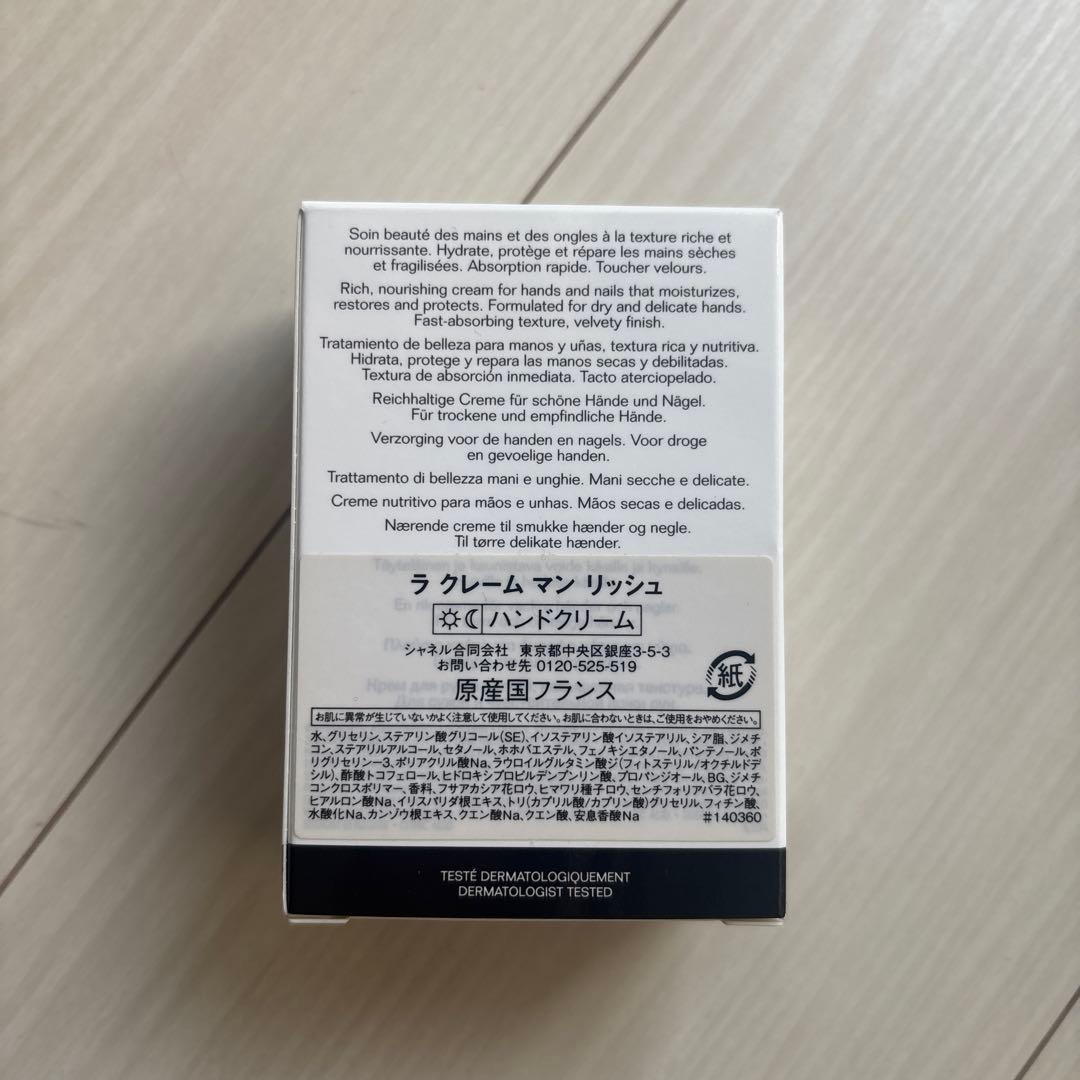 Soin beauté des mains et des ongles à la texture riche et
nourrissante. Hydrate, protège et répare les mains sèches
et fragilisées. Absorption rapide. Toucher velours.
Rich, nourishing cream for hands and nails that moisturizes,
restores and protects. Formulated for dry and delicate hands.
Fast-absorbing texture, velvety finish.
Tratamiento de belleza para manos y uñas, textura rica y nutritiva.
Hidrata, protege y repara las manos secas y debilitadas.
Textura de absorción inmediata. Tacto aterciopelado.
Reichhaltige Creme für schöne Hände und Nägel.
Für trockene und empfindliche Hände.
Verzorging voor de handen en nagels. Voor droge
en gevoelige handen.
Trattamento di bellezza mani e unghie. Mani secche e delicate.
Creme nutritivo para mãos e unhas. Mãos secas e delicadas.
Nærende creme til smukke hænder og negle.
Til tørre delikate hænder.
ラ クレーム マン リッシュ
ハンドクリーム
シャネル合同会社 東京都中央区銀座3-5-3
お問い合わせ先 0120-525-519
原産国フランス
紙
お肌に異常が生じていないかよく注意して使用してください。お肌に合わないときは、ご使用をおやめください。
水、グリセリン、ステアリン酸グリコール(SE)、イソステアリン酸イソステアリル、シア脂、ジメチ
コン、ステアリルアルコール、セタノール、ホホバエステル、フェノキシエタノール、パンテノール、ポ
リグリセリン-3、ポリアクリル酸Na、ラウロイルグルタミン酸ジ(フィトステリル/オクチルドデ
シル)、酢酸トコフェロール、ヒドロキシプロピルデンプンリン酸、プロパンジオール、BG、ジメチ
コンクロスポリマー、香料、フサアカシア花ロウ、ヒマワリ種子ロウ、センチフォリアバラ花ロウ、
ヒアルロン酸Na、イリスパリダ根エキス、トリ(カプリル酸/カプリン酸)グリセリル、フィチン酸、
水酸化Na、カンゾウ根エキス、クエン酸Na、クエン酸、安息香酸Na #140360
TESTÉ DERMATOLOGIQUEMENT
DERMATOLOGIST TESTED